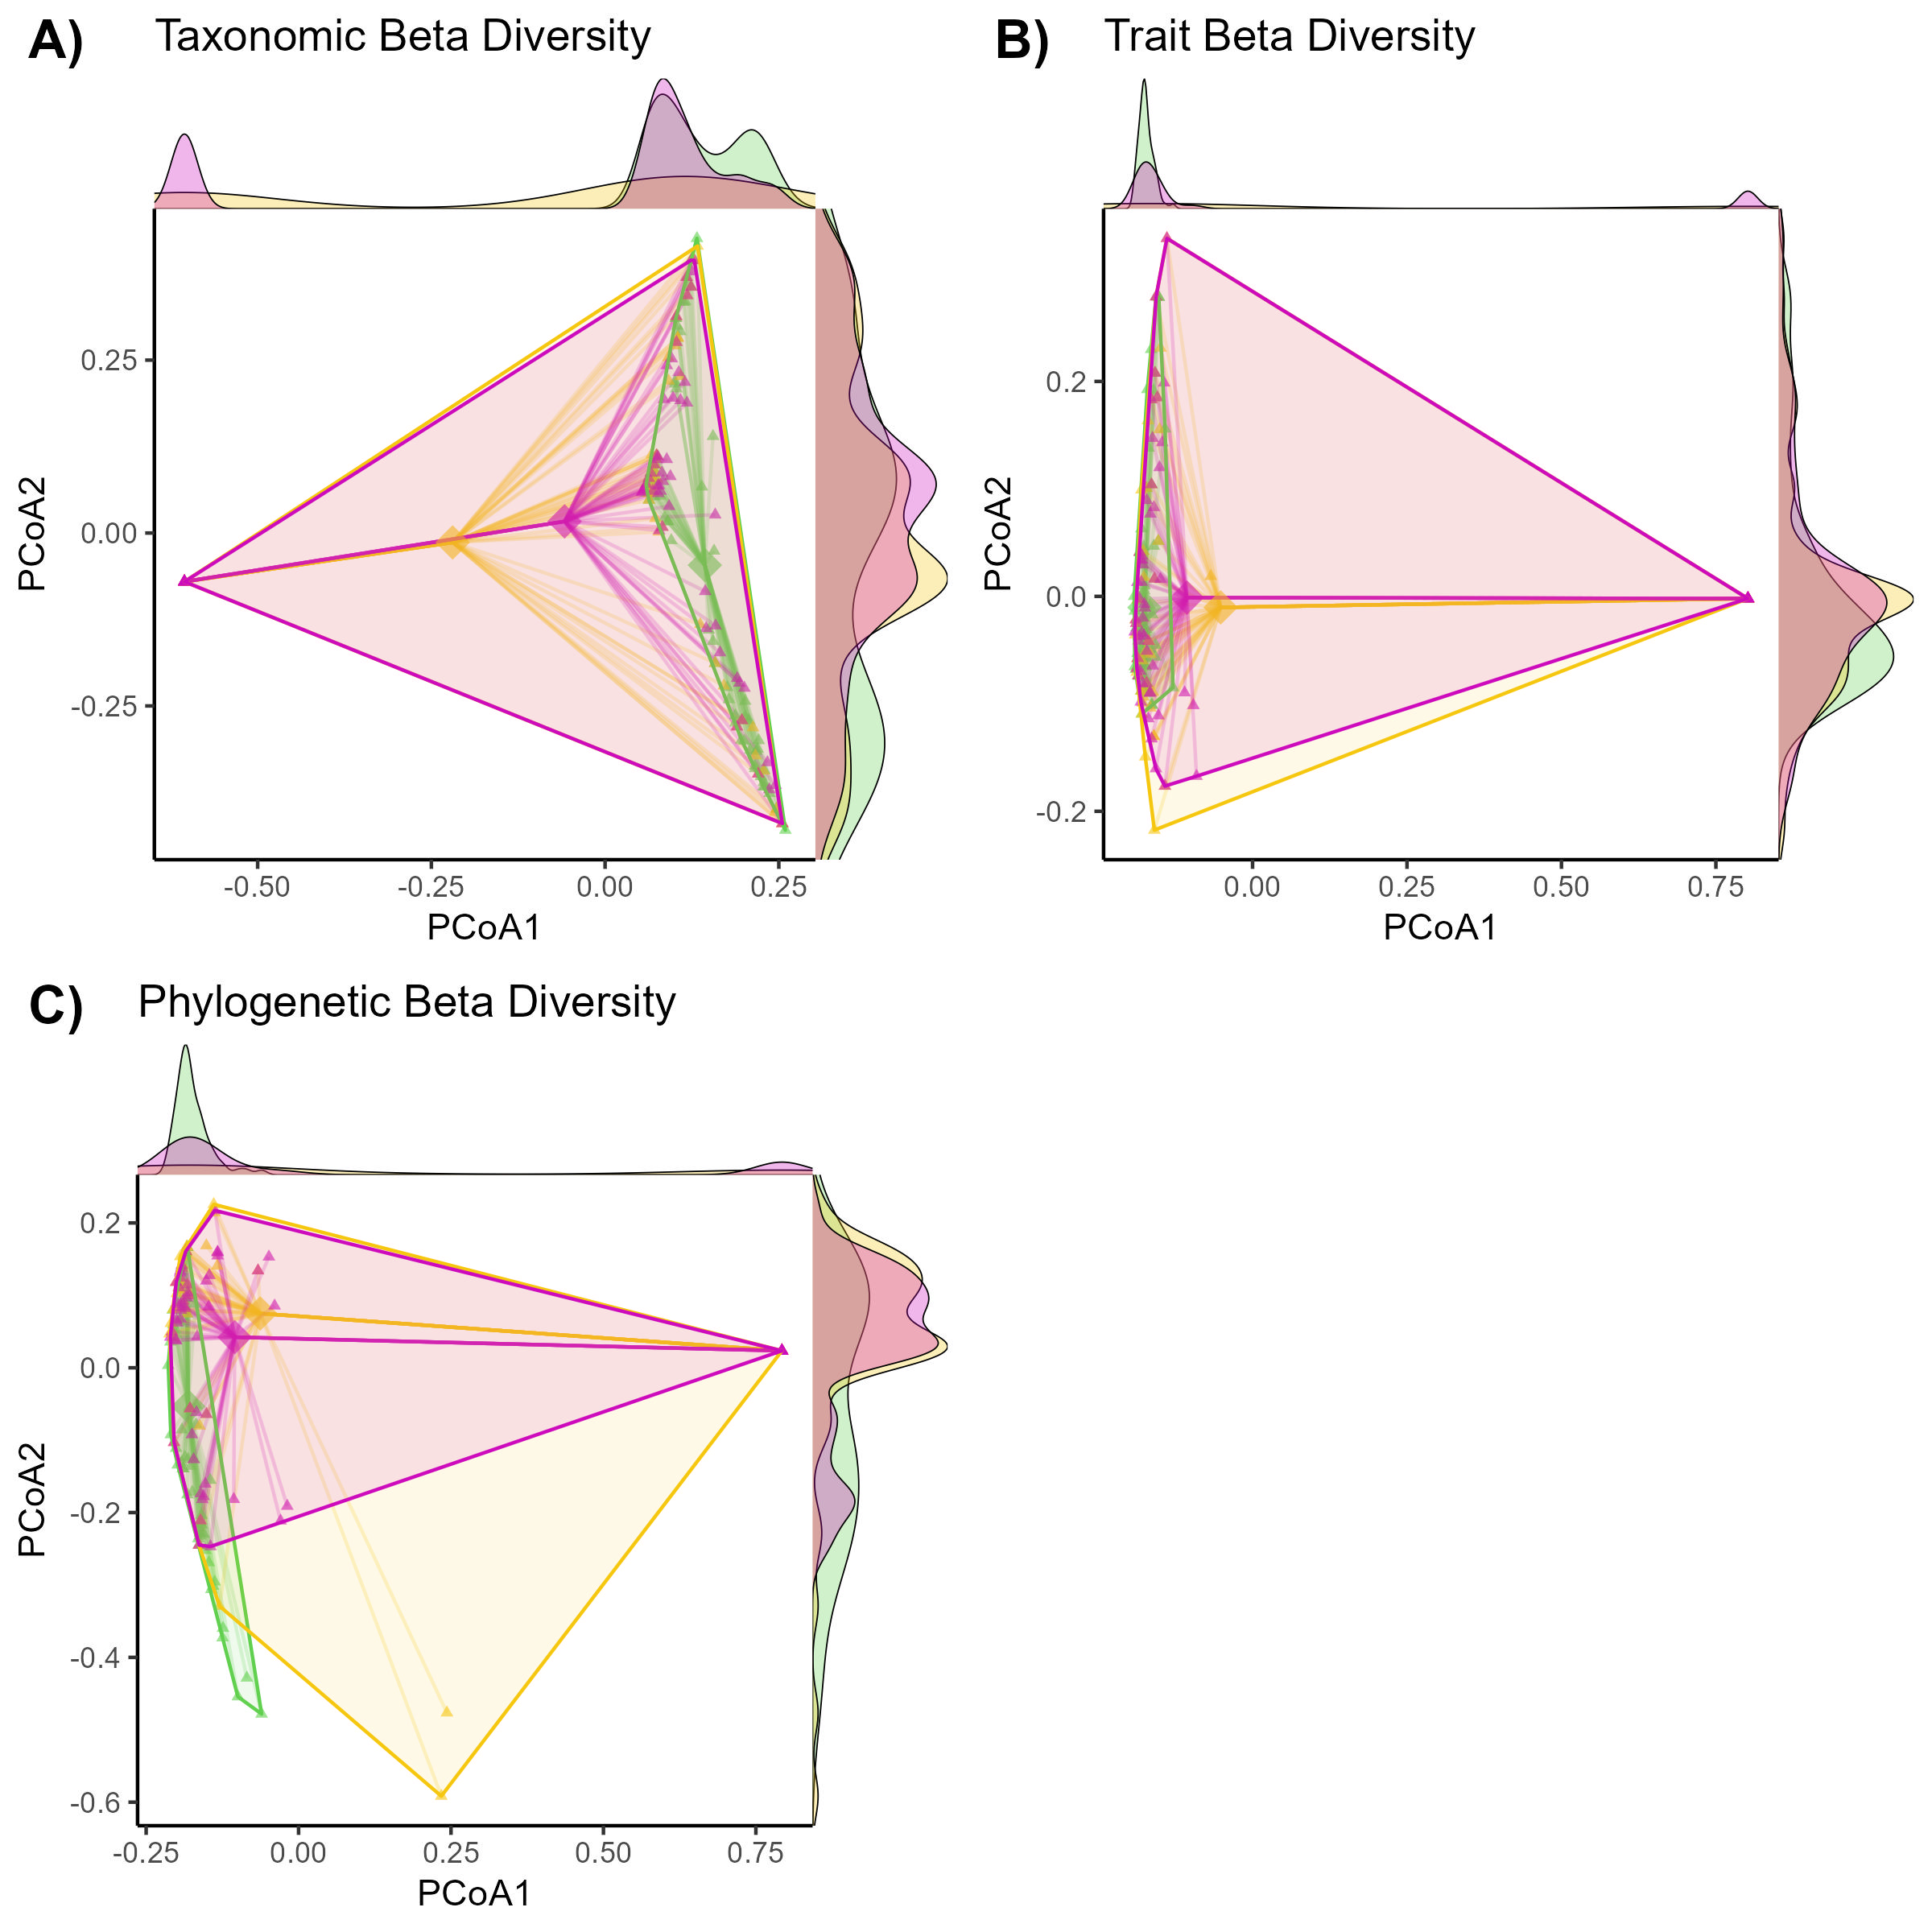 A) Taxonomic Beta Diversity
0.25
0.00
-0.25
PCoA2
-0.50 -0.25 0.00 0.25
PCoA1
B) Trait Beta Diversity
0.2
0.0
-0.2
PCoA2
0.00 0.25 0.50 0.75
PCoA1
C) Phylogenetic Beta Diversity
0.2
0.0
-0.2
-0.4
-0.6
PCoA2
-0.25 0.00 0.25 0.50 0.75
PCoA1